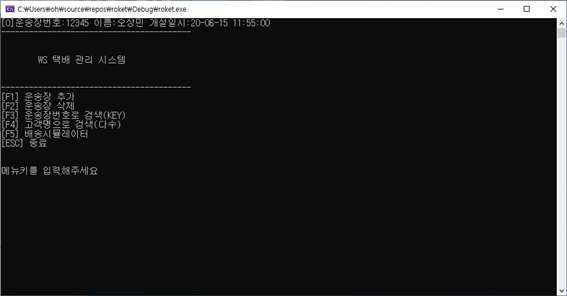 C:₩Users₩oh₩source₩repos₩roket₩Debug₩roket.exe
[0]운송장번호:12345 이름:오상민 개설일시:20-06-15 11:55:00
-----------------------------------------
WS 택배 관리 시스템
-----------------------------------------
[F1] 운송장 추가
[F2] 운송장 삭제
[F3] 운송장번호로 검색(KEY)
[F4] 고객명으로 검색(다수)
[F5] 배송시뮬레이터
[ESC] 종료
메뉴키를 입력해주세요